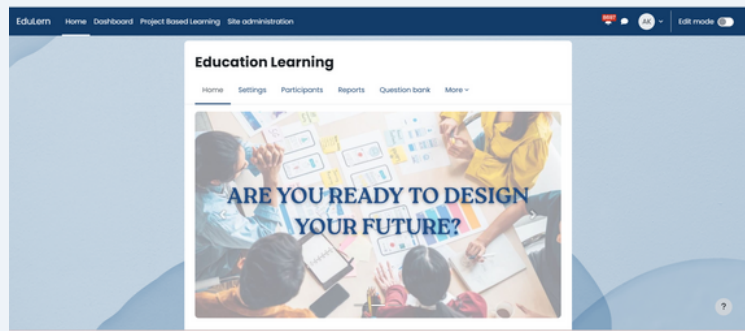 EduLern Home Dashboard Project Based Learning Site administration AK Edit mode
Education Learning
Home Settings Participants Reports Question bank More
ARE YOU READY TO DESIGN
YOUR FUTURE?
?